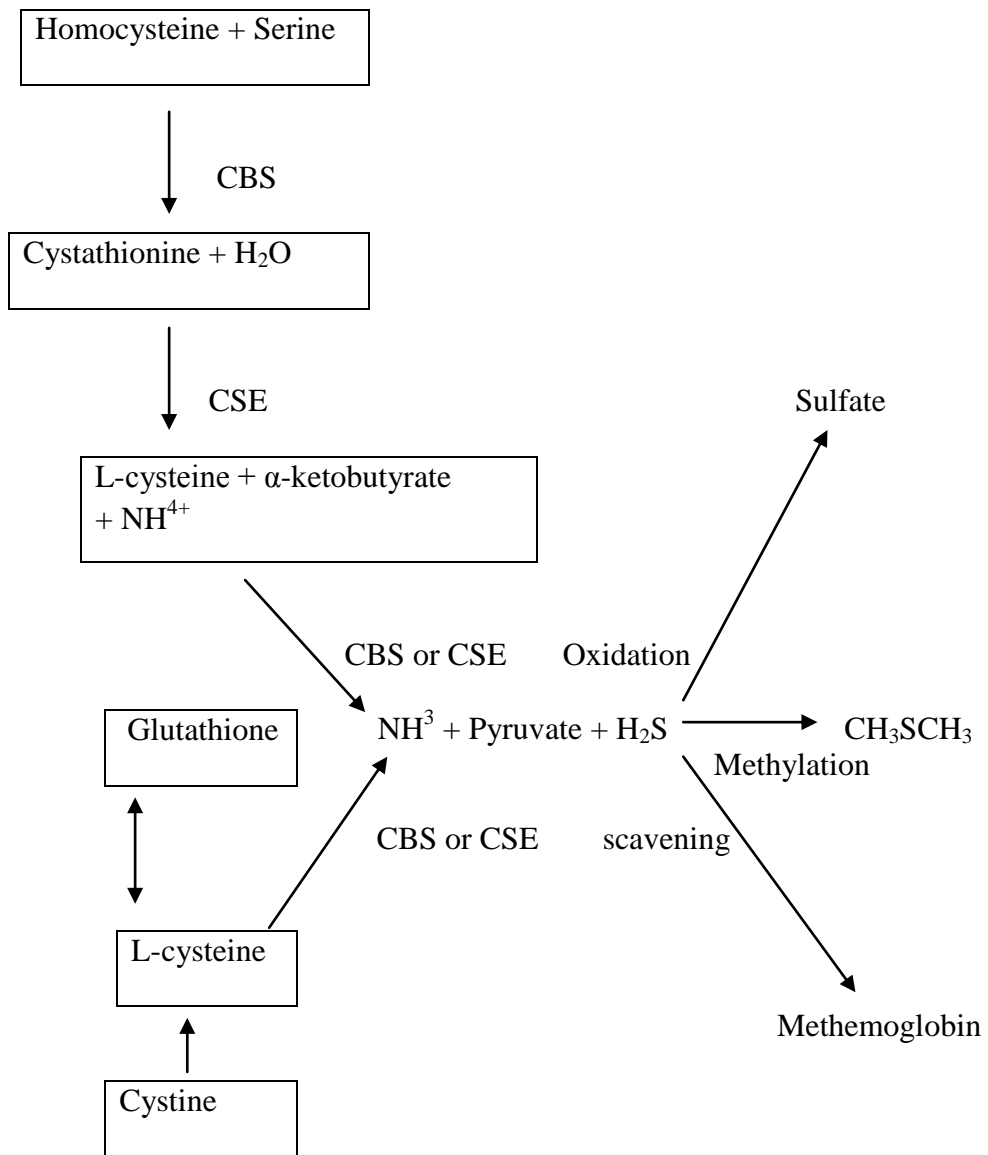 Homocysteine + Serine
CBS
Cystathionine + H₂O
CSE
Sulfate
L-cysteine + α-ketobutyrate
+ NH⁴⁺
CBS or CSE
Oxidation
Glutathione
NH³ + Pyruvate + H₂S
CH₃SCH₃
Methylation
CBS or CSE
scavening
L-cysteine
Methemoglobin
Cystine